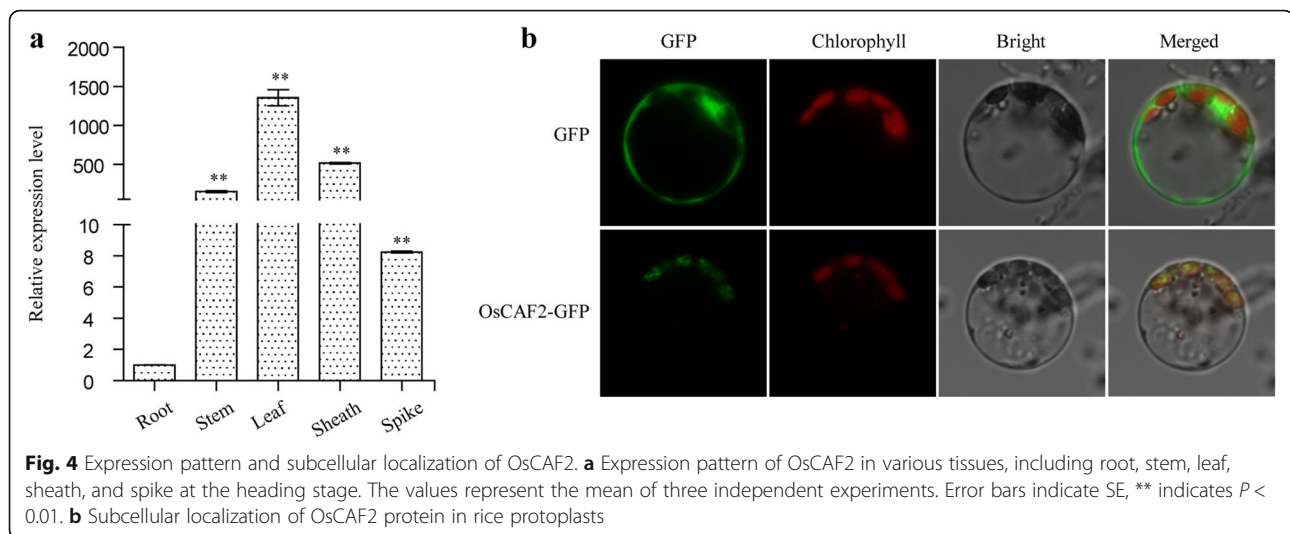 a
2000
1500
1000
500
10
8
6
4
2
0
Relative expression level
**
**
**
**
Root
Stem
Leaf
Sheath
Spike
b
GFP Chlorophyll Bright Merged
GFP
OsCAF2-GFP
Fig. 4 Expression pattern and subcellular localization of OsCAF2. a Expression pattern of OsCAF2 in various tissues, including root, stem, leaf,
sheath, and spike at the heading stage. The values represent the mean of three independent experiments. Error bars indicate SE, ** indicates P <
0.01. b Subcellular localization of OsCAF2 protein in rice protoplasts